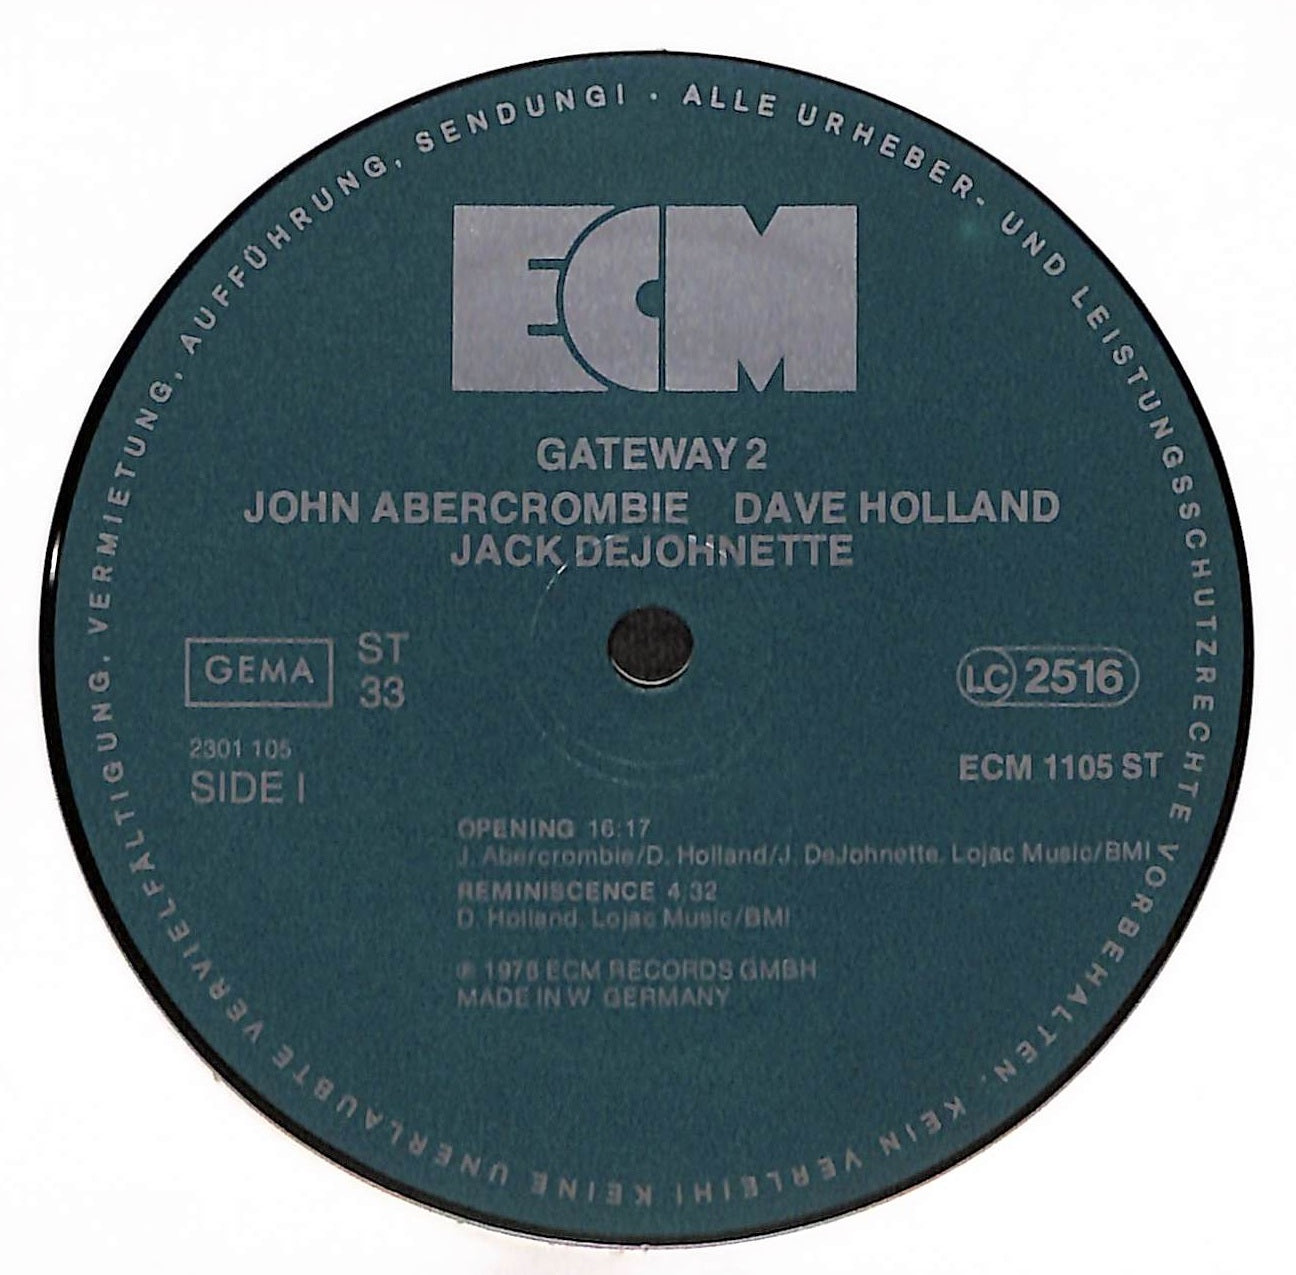 ALLE URHEBER- UND LEISTUNGSSCHUTZRECHTE VORBEHALTEN. KEIN VERLEIH! KEINE UNERLAUBTE VERVIELFÄLTIGUNG, VERMIETUNG, AUFFÜHRUNG, SENDUNG! ·
ECM
GATEWAY 2
JOHN ABERCROMBIE DAVE HOLLAND
JACK DEJOHNETTE
GEMA
ST
33
LC 2516
2301 105
SIDE I
ECM 1105 ST
OPENING 16:17
J. Abercrombie/D. Holland/J. DeJohnette. Lojac Music/BMI
REMINISCENCE 4:32
D. Holland. Lojac Music/BMI
℗ 1978 ECM RECORDS GMBH
MADE IN W. GERMANY